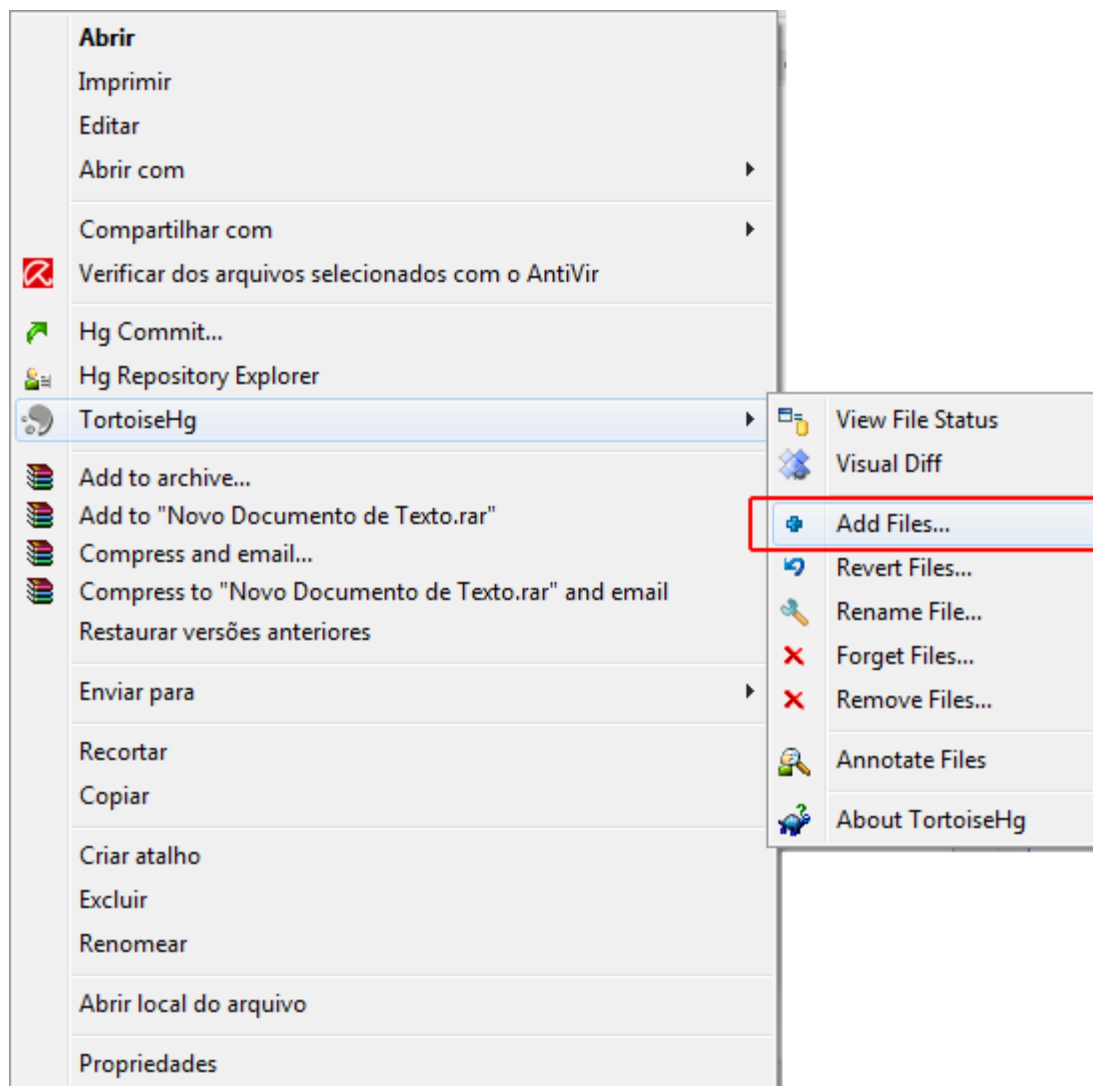 Abrir
Imprimir
Editar
Abrir com
Compartilhar com
Verificar dos arquivos selecionados com o AntiVir
Hg Commit...
Hg Repository Explorer
TortoiseHg
Add to archive...
Add to "Novo Documento de Texto.rar"
Compress and email...
Compress to "Novo Documento de Texto.rar" and email
Restaurar versões anteriores
Enviar para
Recortar
Copiar
Criar atalho
Excluir
Renomear
Abrir local do arquivo
Propriedades
View File Status
Visual Diff
Add Files...
Revert Files...
Rename File...
Forget Files...
Remove Files...
Annotate Files
About TortoiseHg